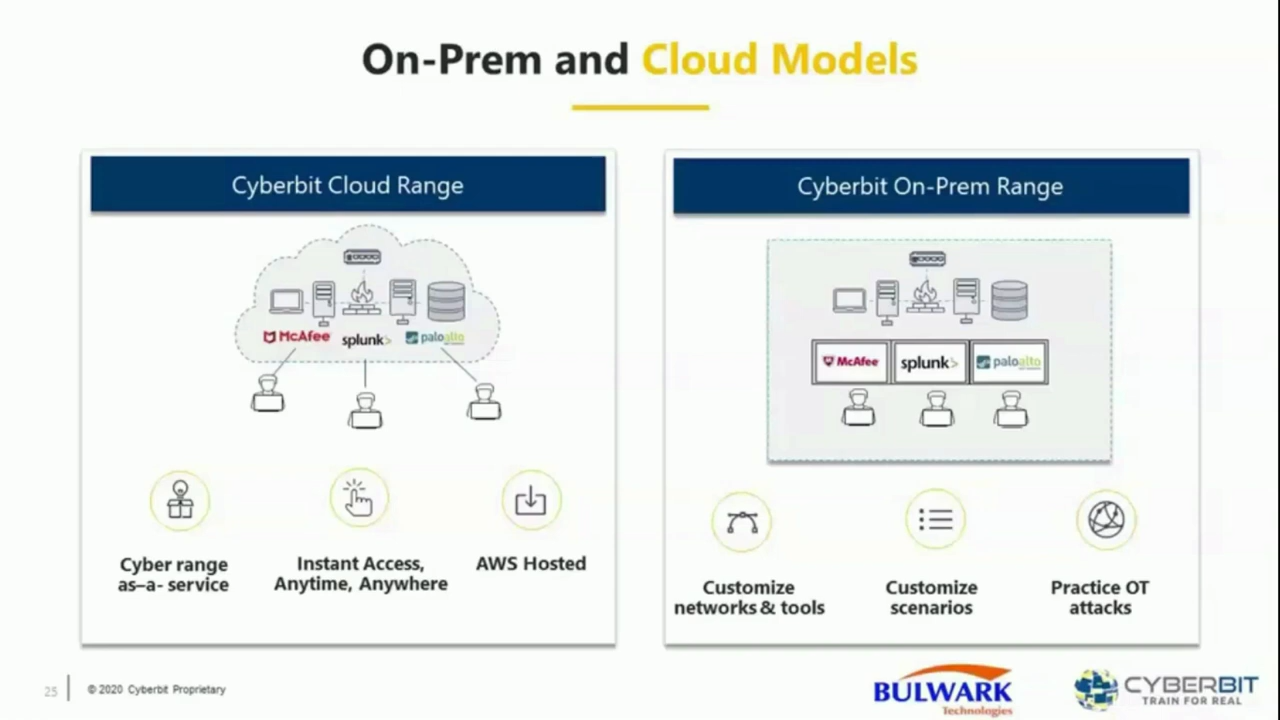 On-Prem and Cloud Models
Cyberbit Cloud Range
McAfee
splunk>
paloalto
Cyber range
as–a- service
Instant Access,
Anytime, Anywhere
AWS Hosted
Cyberbit On-Prem Range
McAfee
splunk>
paloalto
Customize
networks & tools
Customize
scenarios
Practice OT
attacks
25
© 2020 Cyberbit Proprietary
BULWARK
Technologies
CYBERBIT
TRAIN FOR REAL